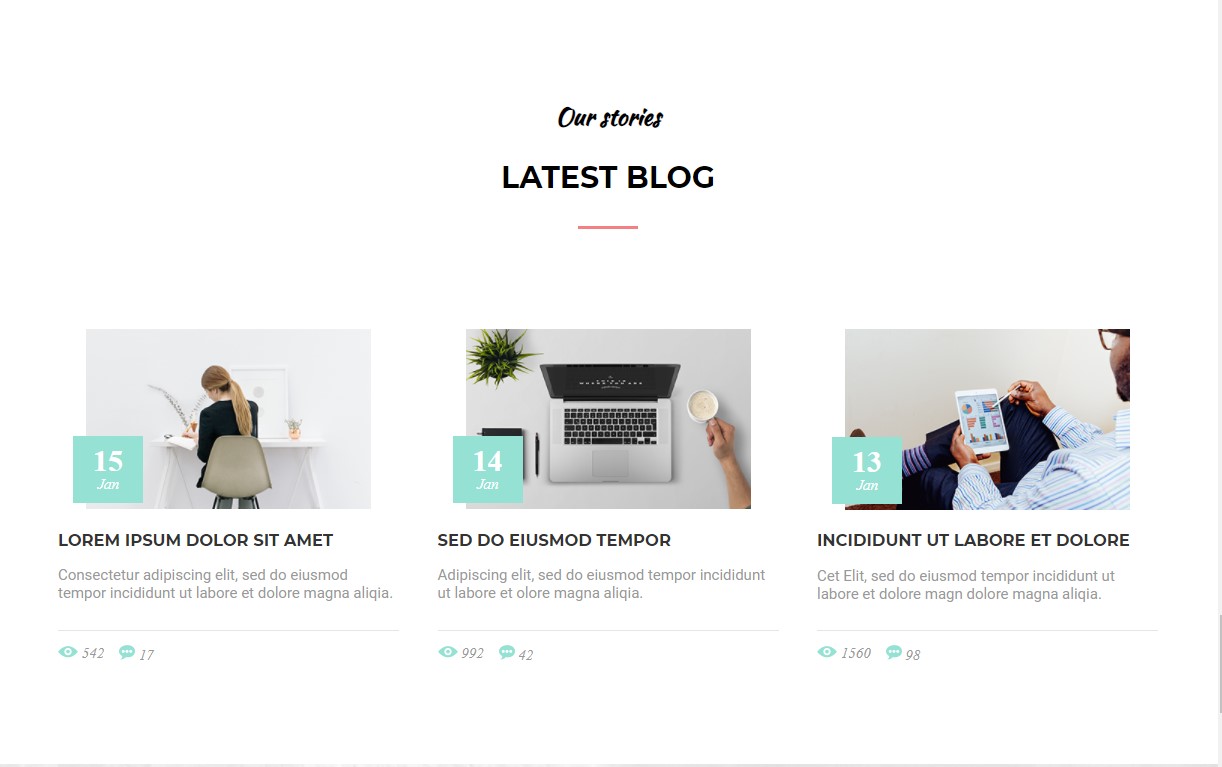 Our stories
LATEST BLOG
15
Jan
14
Jan
13
Jan
LOREM IPSUM DOLOR SIT AMET
Consectetur adipiscing elit, sed do eiusmod
tempor incididunt ut labore et dolore magna aliqia.
542 17
SED DO EIUSMOD TEMPOR
Adipiscing elit, sed do eiusmod tempor incididunt
ut labore et olore magna aliqia.
992 42
INCIDIDUNT UT LABORE ET DOLORE
Cet Elit, sed do eiusmod tempor incididunt ut
labore et dolore magn dolore magna aliqia.
1560 98